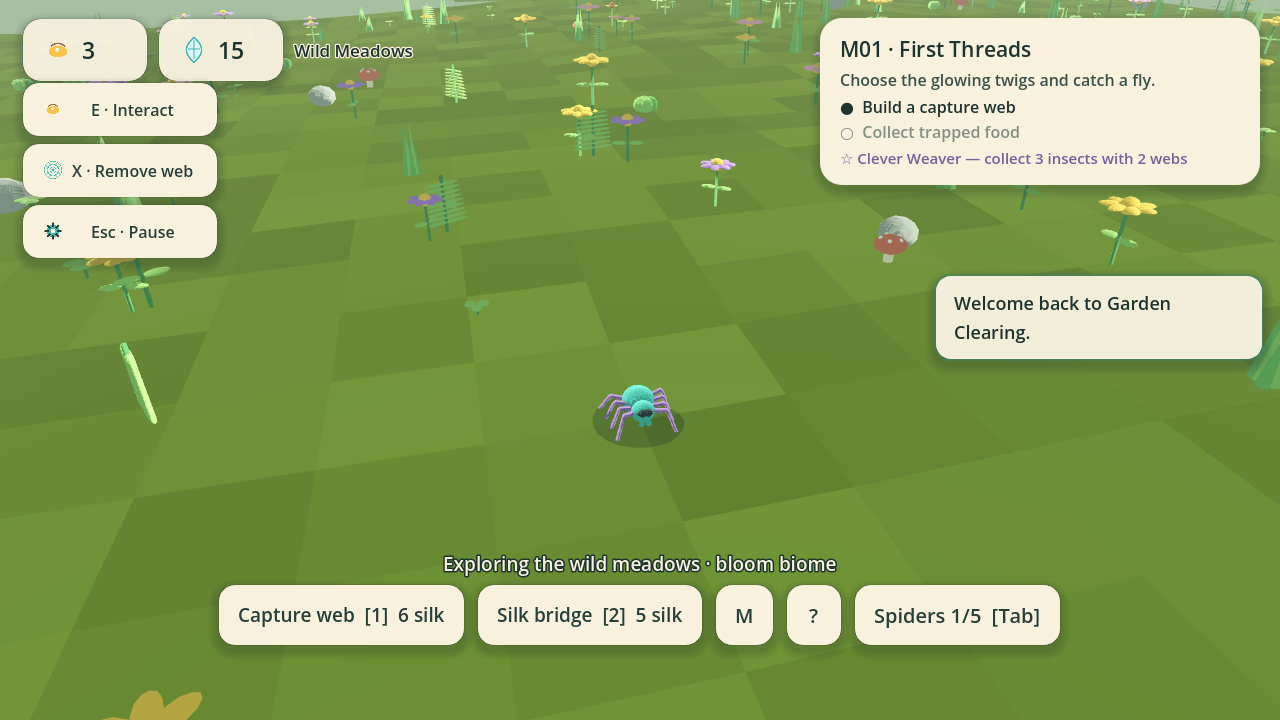 3
15
Wild Meadows
E · Interact
X · Remove web
Esc · Pause
M01 · First Threads
Choose the glowing twigs and catch a fly.
● Build a capture web
○ Collect trapped food
☆ Clever Weaver — collect 3 insects with 2 webs
Welcome back to Garden
Clearing.
Exploring the wild meadows · bloom biome
Capture web [1] 6 silk
Silk bridge [2] 5 silk
M
?
Spiders 1/5 [Tab]